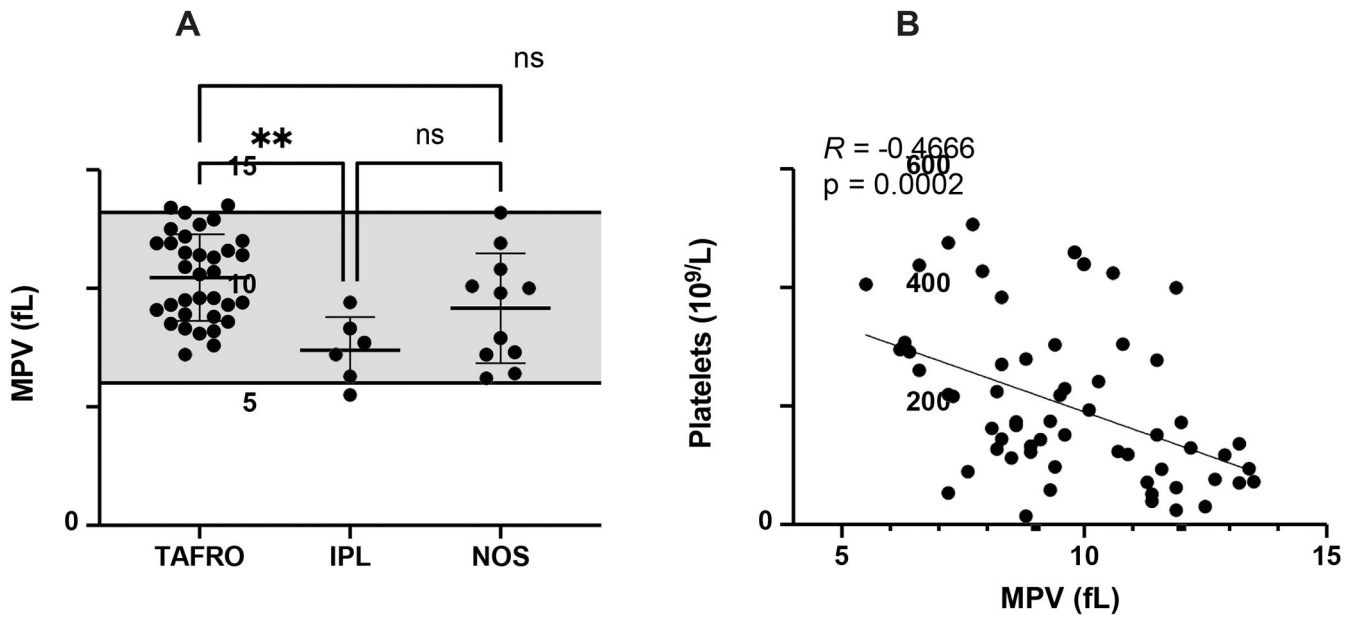 A
ns
**
ns
15
10
5
0
MPV (fL)
TAFRO
IPL
NOS
B
R = -0.4666
p = 0.0002
600
400
200
0
Platelets (10⁹/L)
5
10
15
MPV (fL)